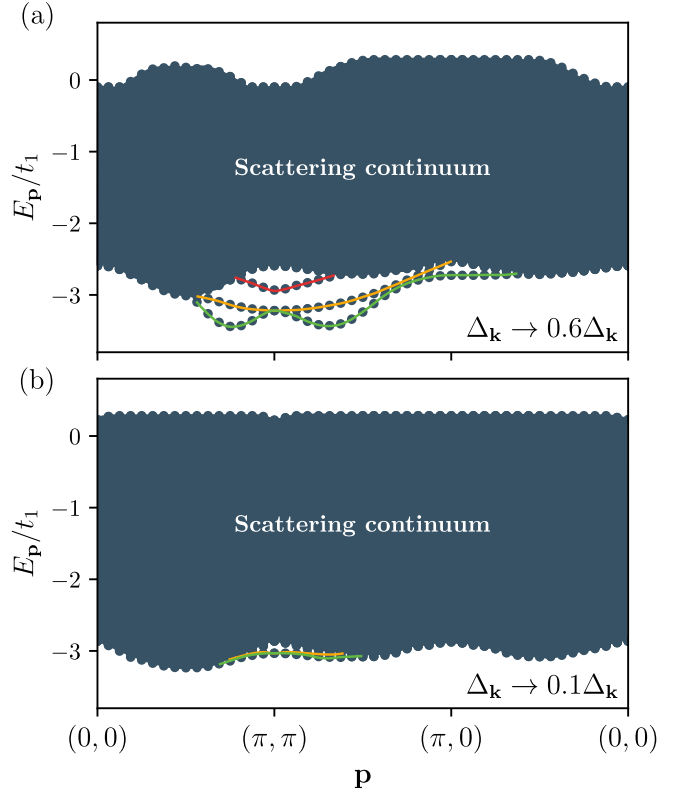 (a)
0
−1
−2
−3
E_p/t_1
Scattering continuum
Δ_k → 0.6Δ_k
(b)
0
−1
−2
−3
E_p/t_1
Scattering continuum
Δ_k → 0.1Δ_k
(0, 0) (π, π) (π, 0) (0, 0)
p